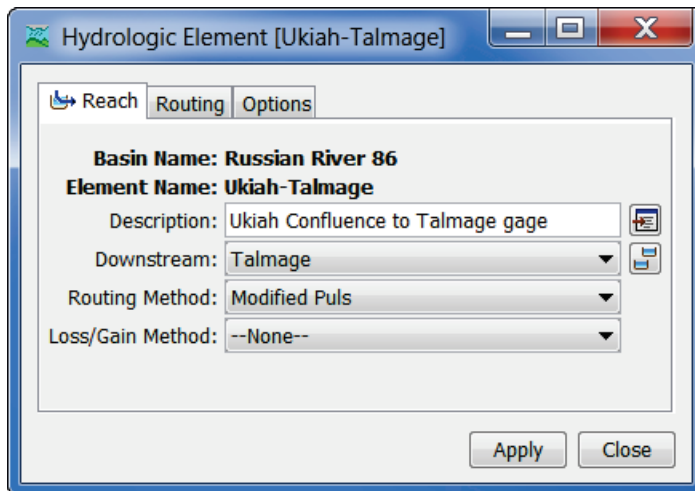 Hydrologic Element [Ukiah-Talmage]
Reach Routing Options
Basin Name: Russian River 86
Element Name: Ukiah-Talmage
Description: Ukiah Confluence to Talmage gage
Downstream: Talmage
Routing Method: Modified Puls
Loss/Gain Method: --None--
Apply Close